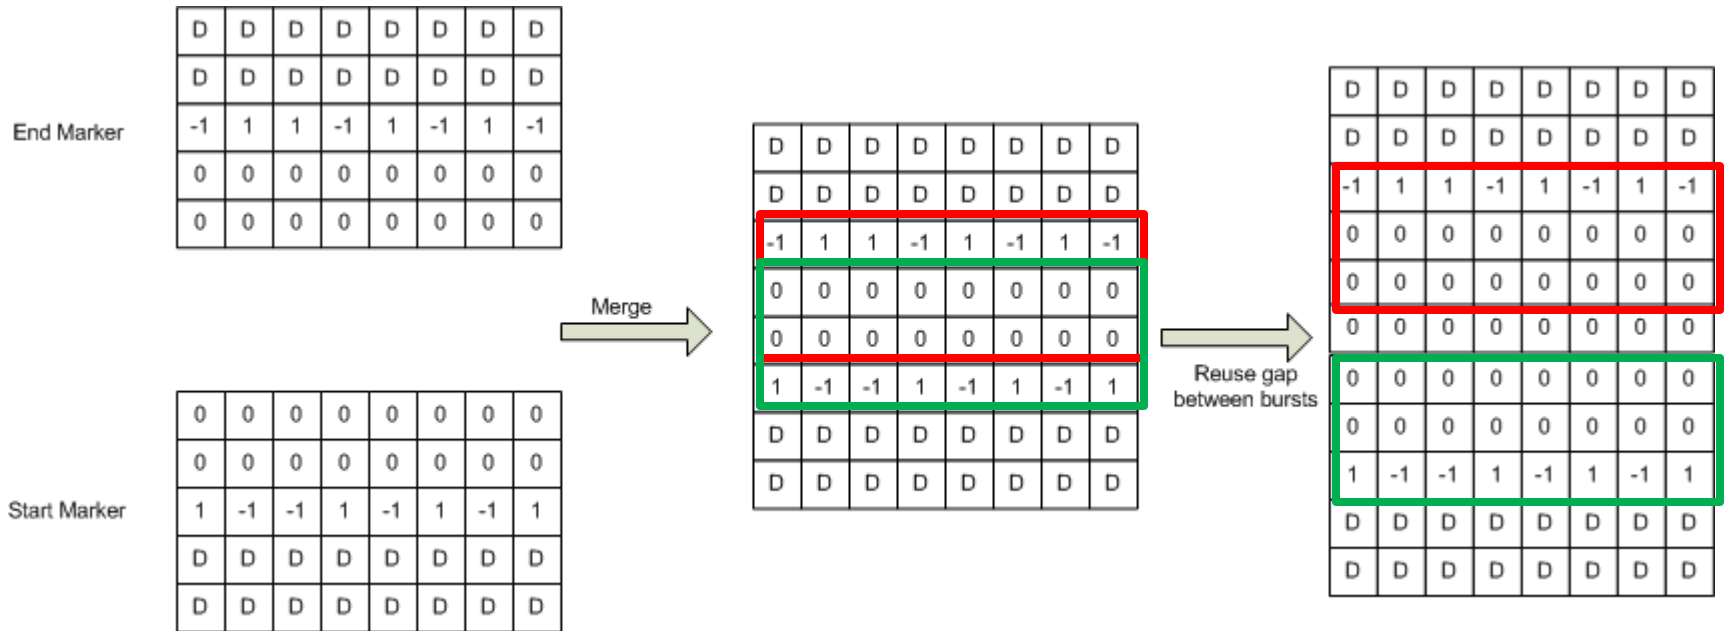 D D D D D D D D
D D D D D D D D
End Marker
-1 1 1 -1 1 -1 1 -1
0 0 0 0 0 0 0 0
0 0 0 0 0 0 0 0
0 0 0 0 0 0 0 0
0 0 0 0 0 0 0 0
Start Marker
1 -1 -1 1 -1 1 -1 1
D D D D D D D D
D D D D D D D D
Merge
D D D D D D D D
D D D D D D D D
-1 1 1 -1 1 -1 1 -1
0 0 0 0 0 0 0 0
0 0 0 0 0 0 0 0
1 -1 -1 1 -1 1 -1 1
D D D D D D D D
D D D D D D D D
Reuse gap
between bursts
D D D D D D D D
D D D D D D D D
-1 1 1 -1 1 -1 1 -1
0 0 0 0 0 0 0 0
0 0 0 0 0 0 0 0
0 0 0 0 0 0 0 0
0 0 0 0 0 0 0 0
0 0 0 0 0 0 0 0
1 -1 -1 1 -1 1 -1 1
D D D D D D D D
D D D D D D D D